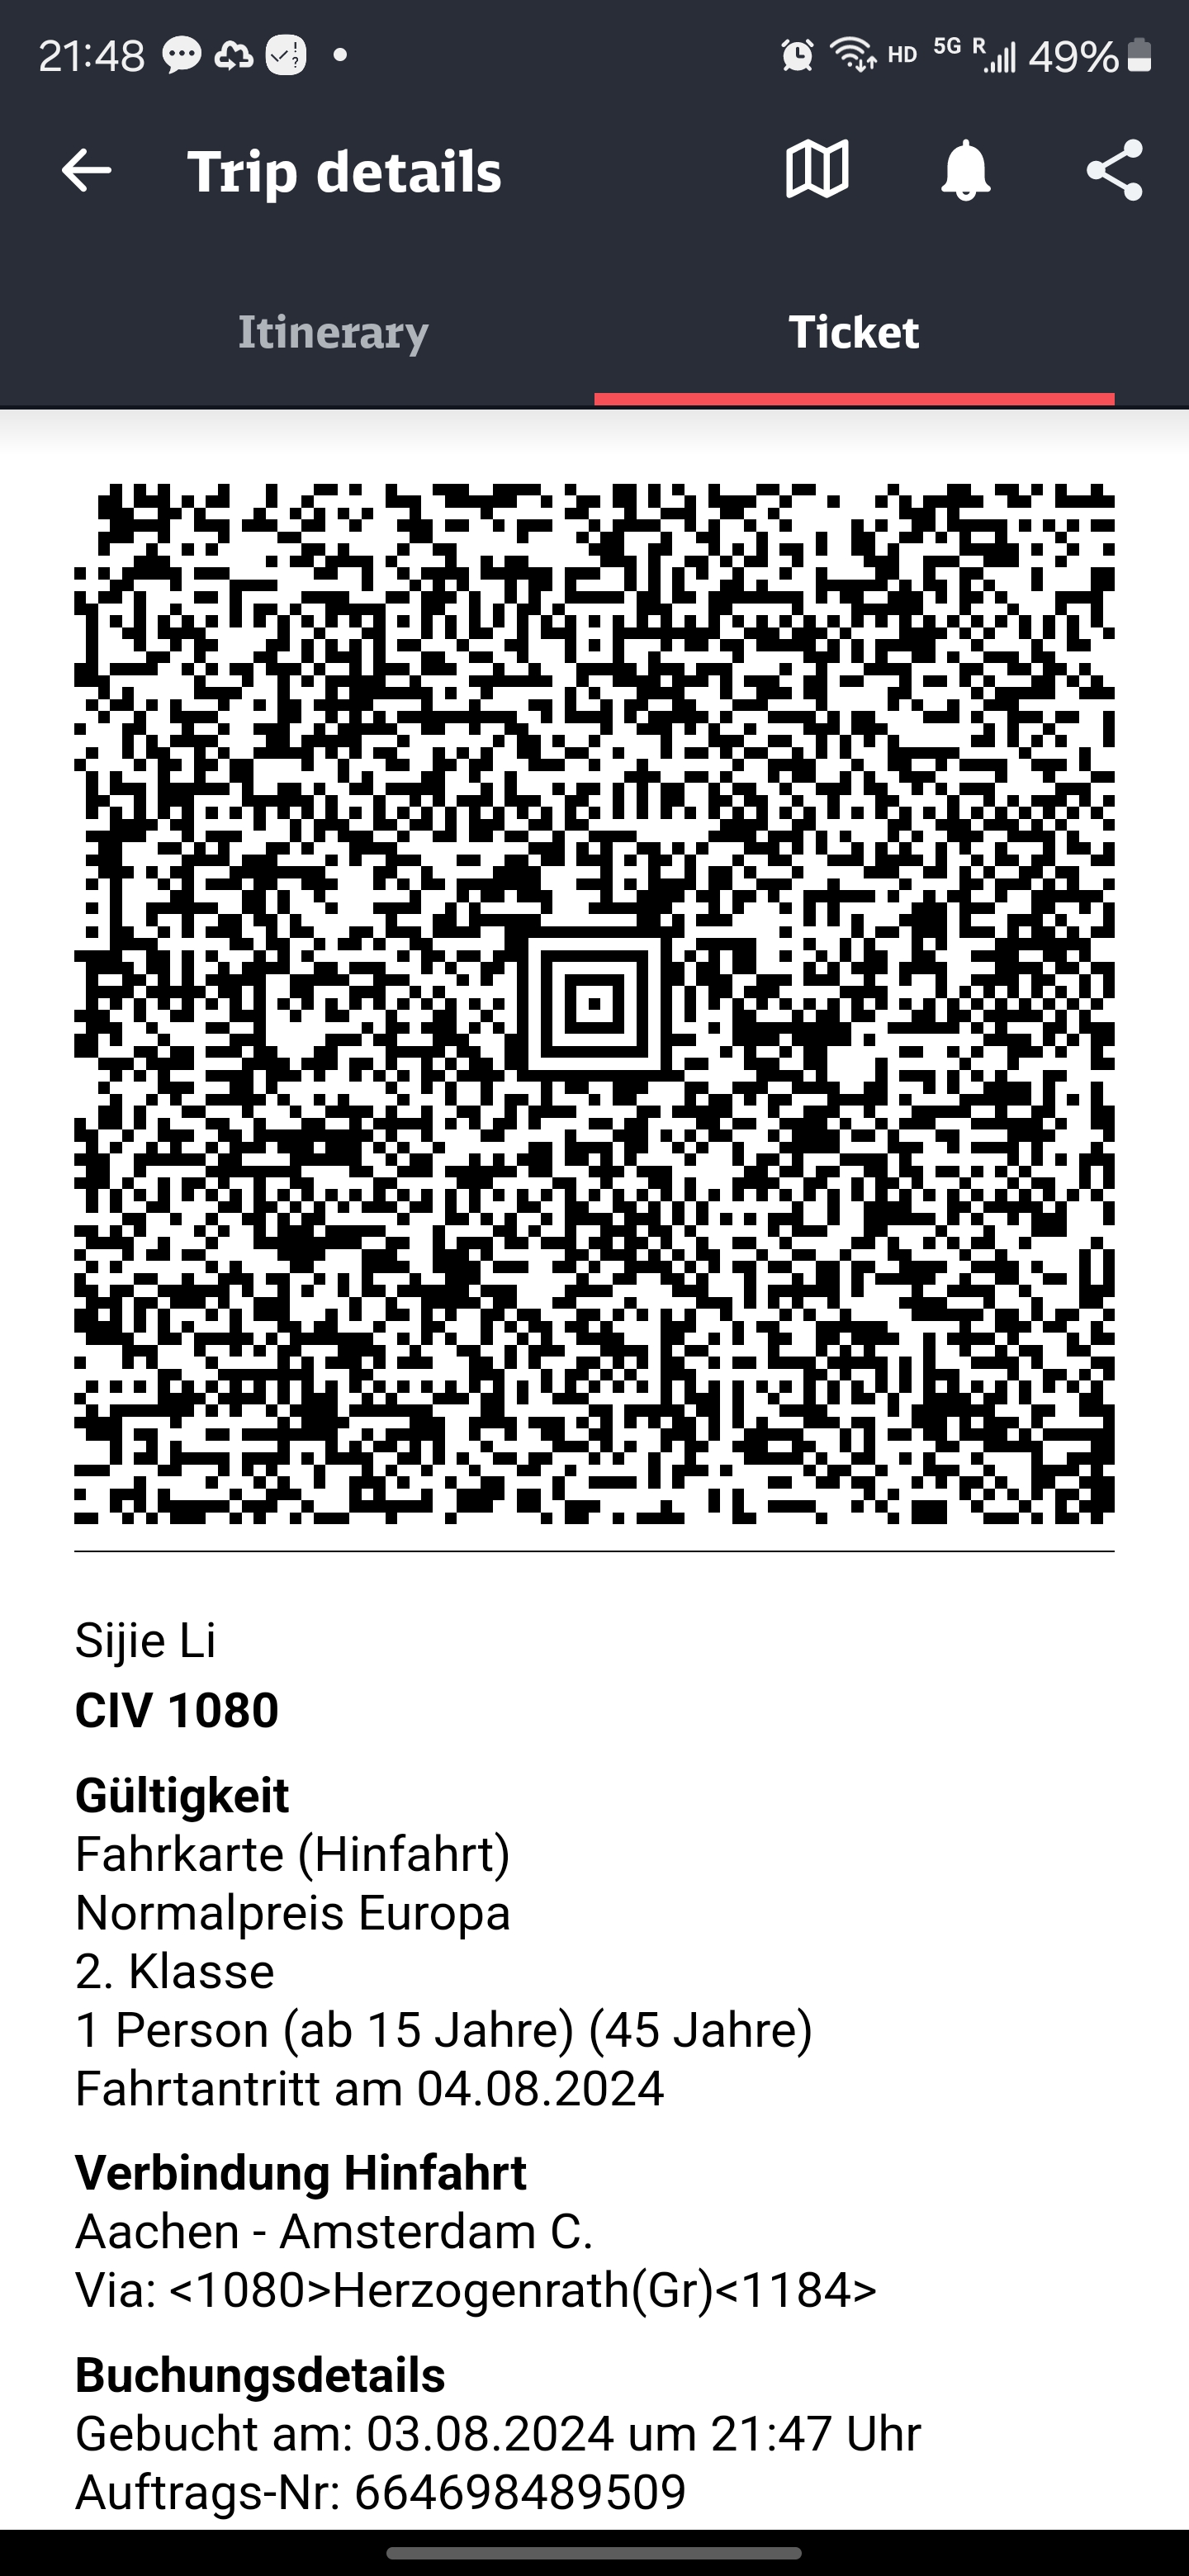 21:48
HD 5G R 49%
Trip details
Itinerary Ticket
Sijie Li
CIV 1080
Gültigkeit
Fahrkarte (Hinfahrt)
Normalpreis Europa
2. Klasse
1 Person (ab 15 Jahre) (45 Jahre)
Fahrtantritt am 04.08.2024
Verbindung Hinfahrt
Aachen - Amsterdam C.
Via: <1080>Herzogenrath(Gr)<1184>
Buchungsdetails
Gebucht am: 03.08.2024 um 21:47 Uhr
Auftrags-Nr: 664698489509